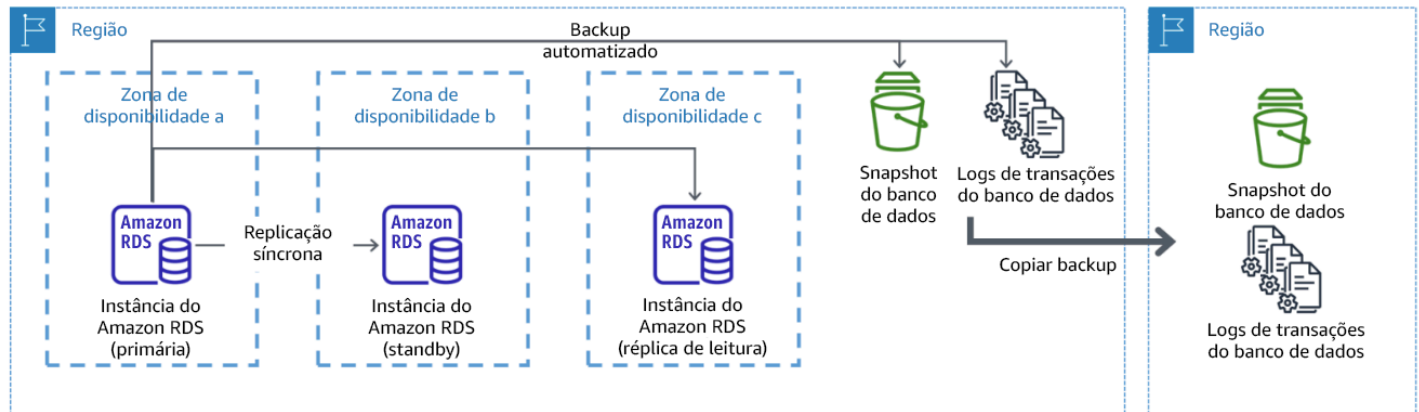 Região
Backup
automatizado
Região
Zona de
disponibilidade a
Zona de
disponibilidade b
Zona de
disponibilidade c
Snapshot
do banco
de dados
Logs de transações
do banco de dados
Amazon
RDS
Replicação
síncrona
Amazon
RDS
Amazon
RDS
Instância do
Amazon RDS
(primária)
Instância do
Amazon RDS
(standby)
Instância do
Amazon RDS
(réplica de leitura)
Copiar backup
Snapshot do
banco de dados
Logs de transações
do banco de dados